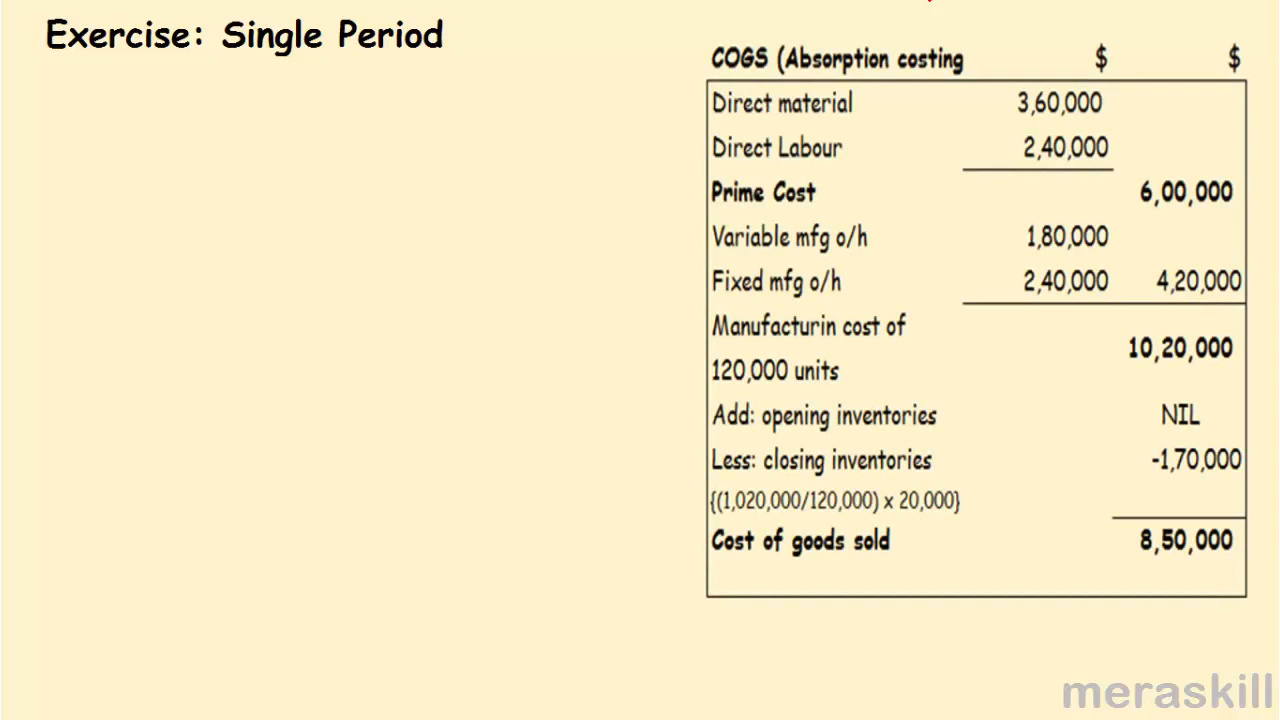 Exercise: Single Period
COGS (Absorption costing $ $
Direct material 3,60,000
Direct Labour 2,40,000
Prime Cost 6,00,000
Variable mfg o/h 1,80,000
Fixed mfg o/h 2,40,000 4,20,000
Manufacturin cost of
120,000 units 10,20,000
Add: opening inventories NIL
Less: closing inventories -1,70,000
{(1,020,000/120,000) x 20,000}
Cost of goods sold 8,50,000
meraskill